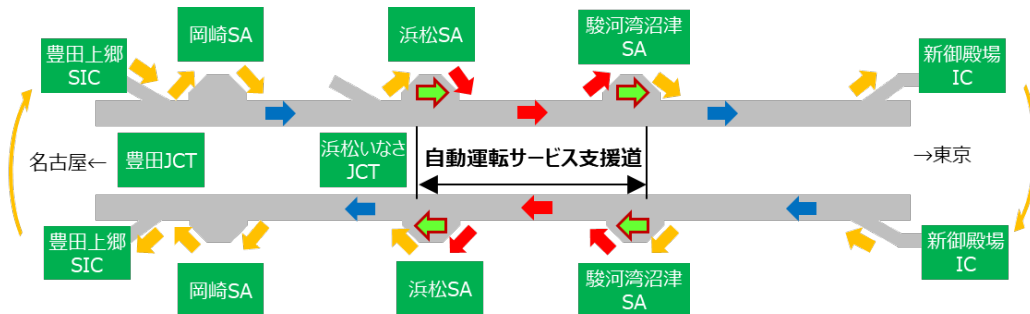 豊田上郷
SIC
岡崎SA
浜松SA
駿河湾沼津
SA
新御殿場
IC
名古屋←
豊田JCT
浜松いなさ
JCT
自動運転サービス支援道
→東京
豊田上郷
SIC
岡崎SA
浜松SA
駿河湾沼津
SA
新御殿場
IC